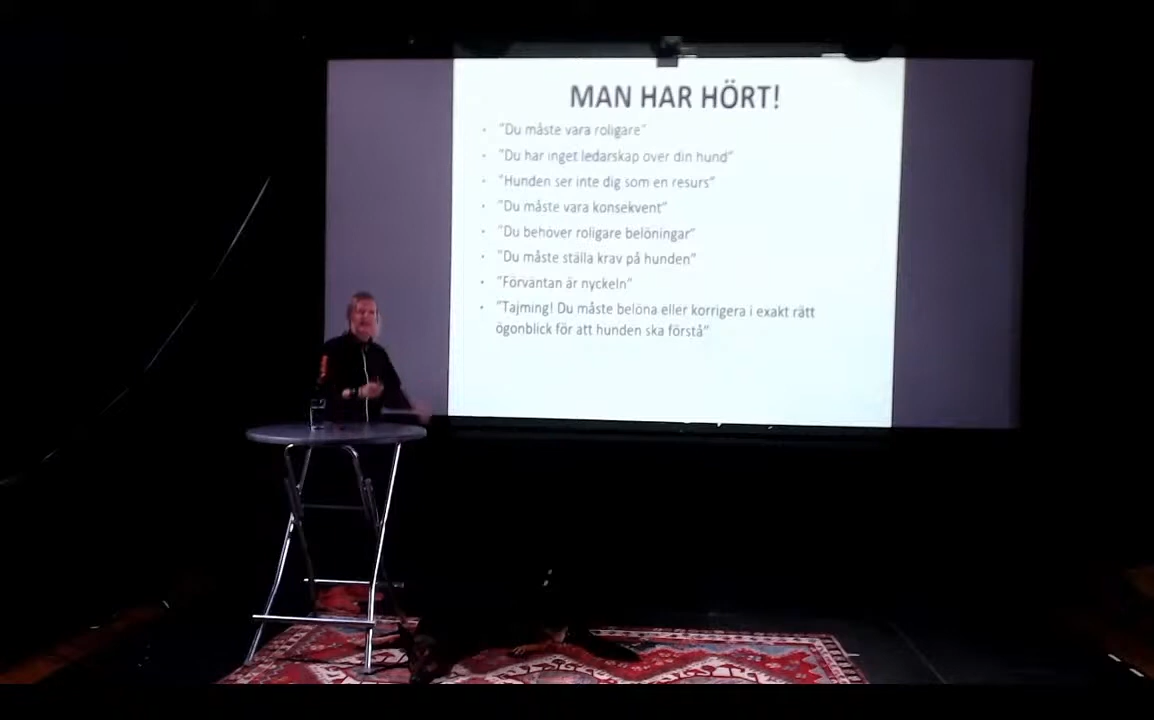 MAN HAR HÖRT!
• "Du måste vara roligare"
• "Du har inget ledarskap över din hund"
• "Hunden ser inte dig som en resurs"
• "Du måste vara konsekvent"
• "Du behöver roligare belöningar"
• "Du måste ställa krav på hunden"
• "Förväntan är nyckeln"
• "Tajming! Du måste belöna eller korrigera i exakt rätt
ögonblick för att hunden ska förstå"